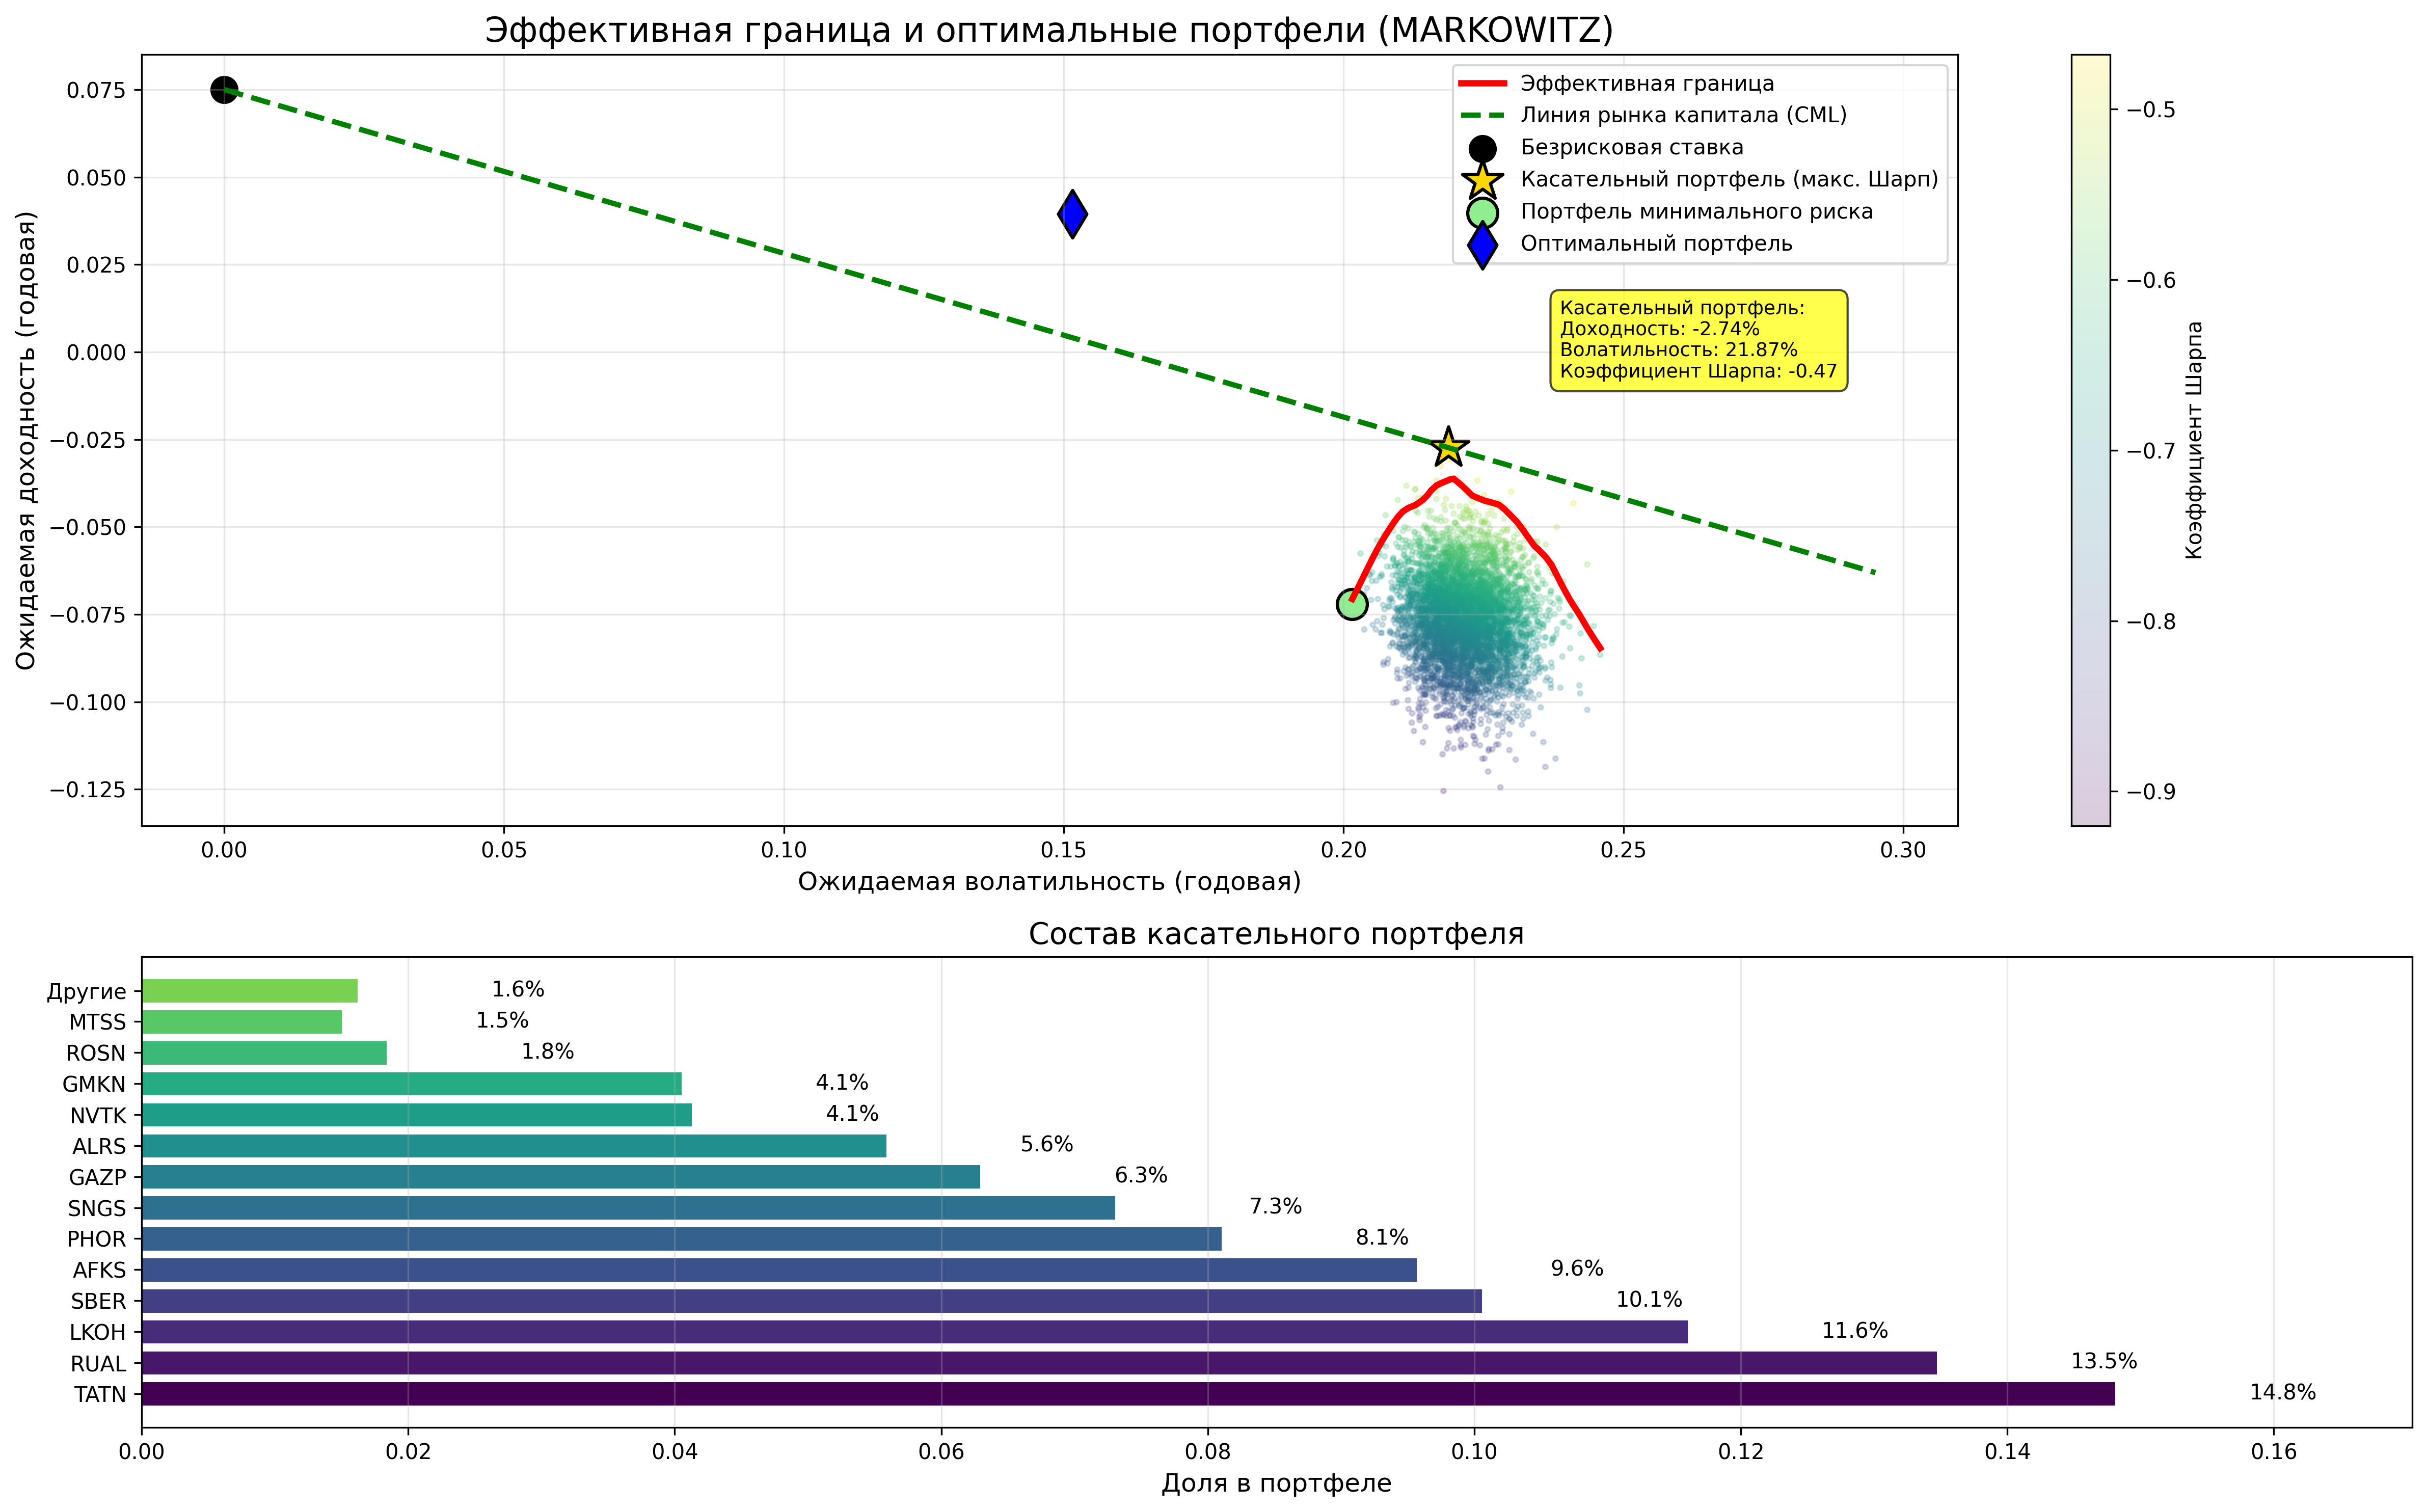 Эффективная граница и оптимальные портфели (MARKOWITZ)
Ожидаемая доходность (годовая)
0.075
0.050
0.025
0.000
−0.025
−0.050
−0.075
−0.100
−0.125
Эффективная граница
Линия рынка капитала (CML)
Безрисковая ставка
Касательный портфель (макс. Шарп)
Портфель минимального риска
Оптимальный портфель
Касательный портфель:
Доходность: -2.74%
Волатильность: 21.87%
Коэффициент Шарпа: -0.47
0.00 0.05 0.10 0.15 0.20 0.25 0.30
Ожидаемая волатильность (годовая)
−0.5
−0.6
−0.7
−0.8
−0.9
Коэффициент Шарпа
Состав касательного портфеля
Другие 1.6%
MTSS 1.5%
ROSN 1.8%
GMKN 4.1%
NVTK 4.1%
ALRS 5.6%
GAZP 6.3%
SNGS 7.3%
PHOR 8.1%
AFKS 9.6%
SBER 10.1%
LKOH 11.6%
RUAL 13.5%
TATN 14.8%
0.00 0.02 0.04 0.06 0.08 0.10 0.12 0.14 0.16
Доля в портфеле